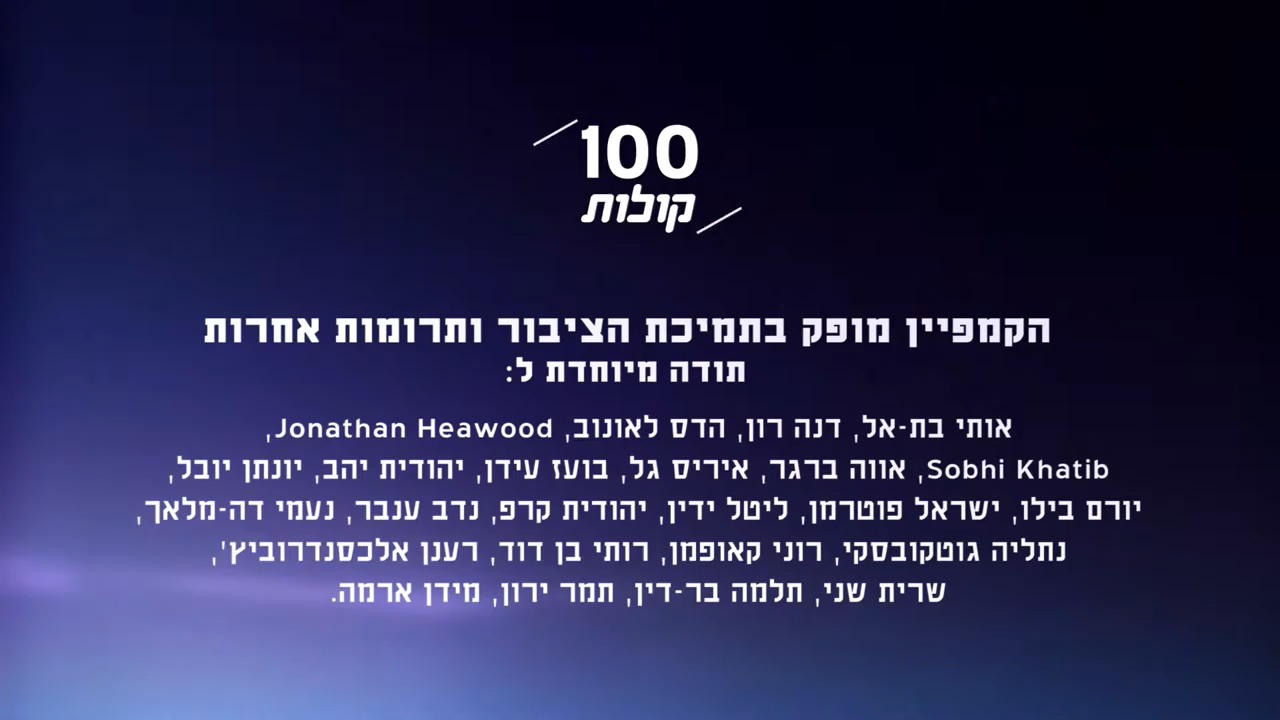 100
קולות
הקמפיין מופק בתמיכת הציבור ותרומות אחרות
תודה מיוחדת ל:
אותי בת-אל, דנה רון, הדס לאונוב, Jonathan Heawood,
Sobhi Khatib, אווה ברגר, איריס גל, בועז עידן, יהודית יהב, יונתן יובל,
יורם בילו, ישראל פוטרמן, ליטל ידין, יהודית קרפ, נדב ענבר, נעמי דה-מלאך,
נתליה גוטקובסקי, רוני קאופמן, רותי בן דוד, רענן אלכסנדרוביץ',
שרית שני, תלמה בר-דין, תמר ירון, מידן ארמה.